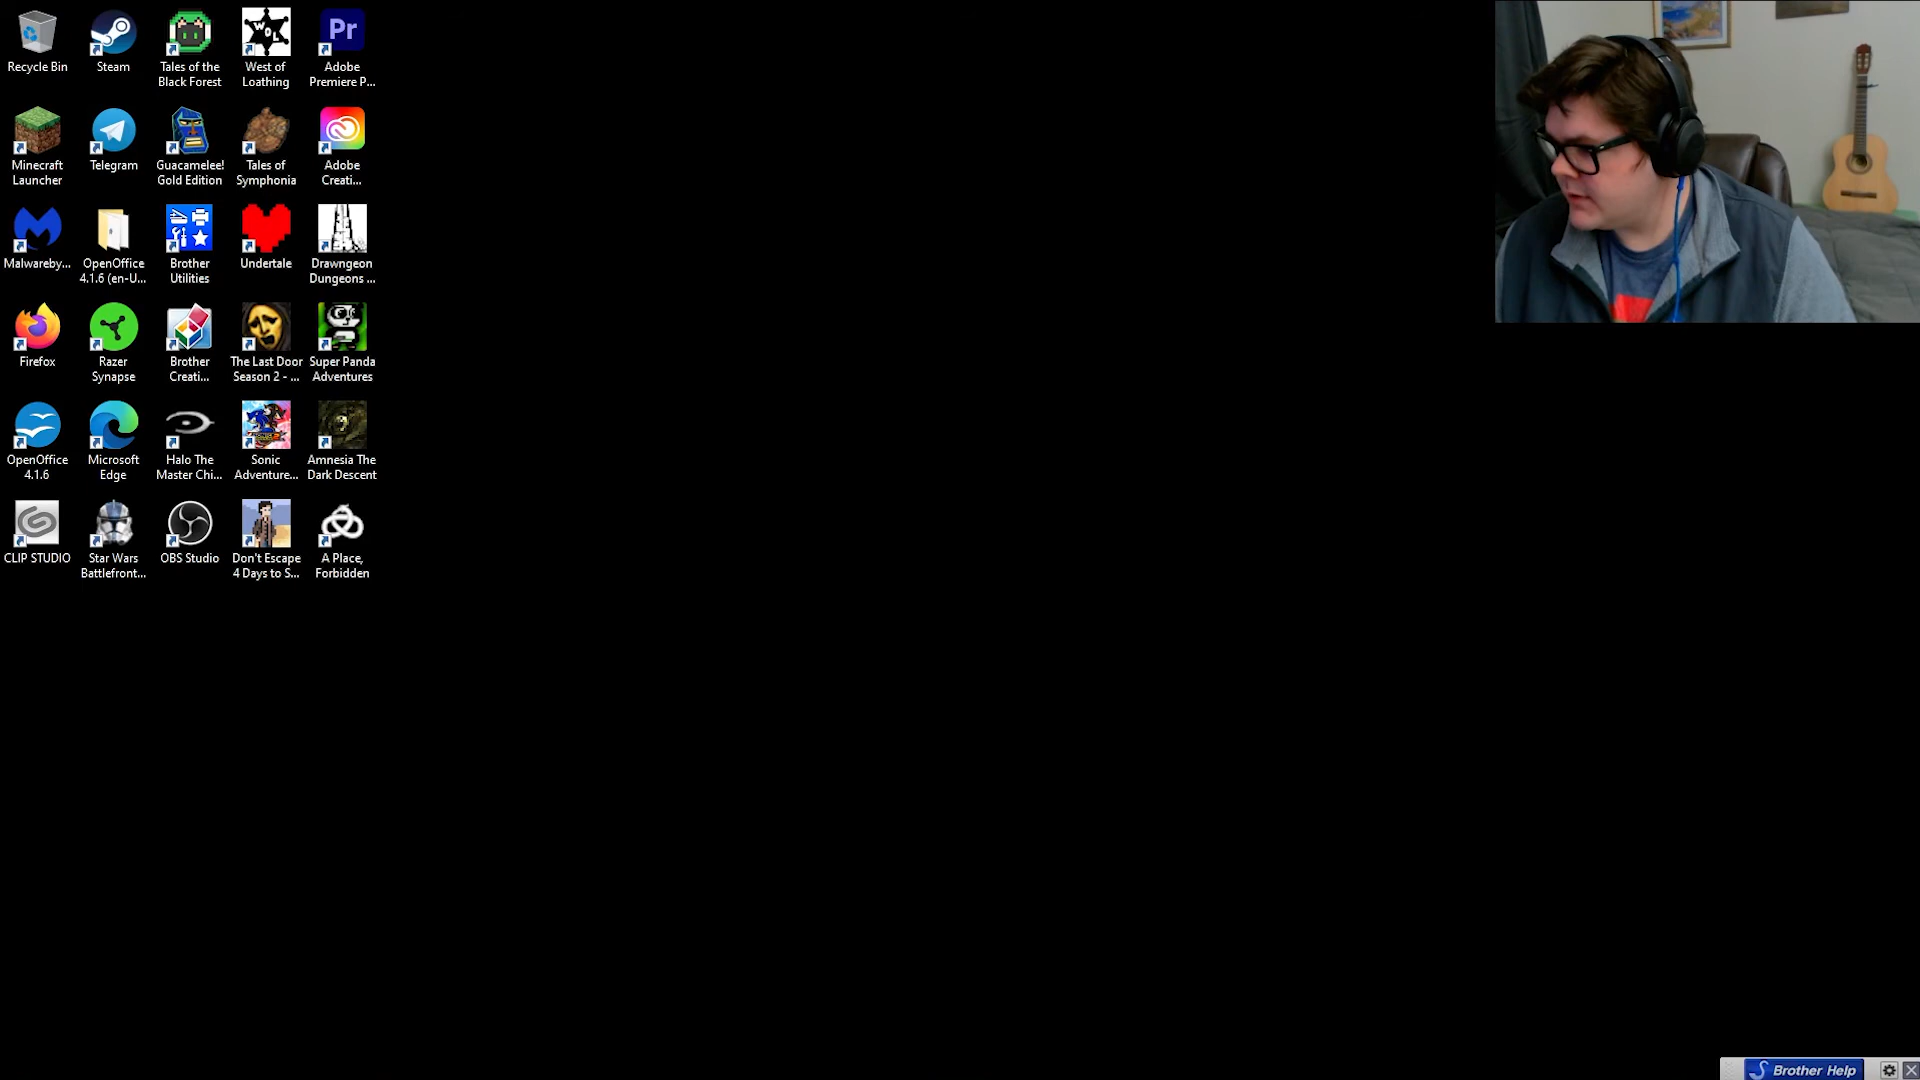 Recycle Bin
Steam
Tales of the
Black Forest
WOL
West of
Loathing
Pr
Adobe
Premiere P...
Minecraft
Launcher
Telegram
Guacamelee!
Gold Edition
Tales of
Symphonia
Adobe
Creati...
Malwareby...
OpenOffice
4.1.6 (en-U...
Brother
Utilities
Undertale
Drawngeon
Dungeons ...
Firefox
Razer
Synapse
Brother
Creati...
The Last Door
Season 2 - ...
Super Panda
Adventures
OpenOffice
4.1.6
Microsoft
Edge
Halo The
Master Chi...
Sonic
Adventure...
Amnesia The
Dark Descent
CLIP STUDIO
Star Wars
Battlefront...
OBS Studio
Don't Escape
4 Days to S...
A Place,
Forbidden
Brother Help